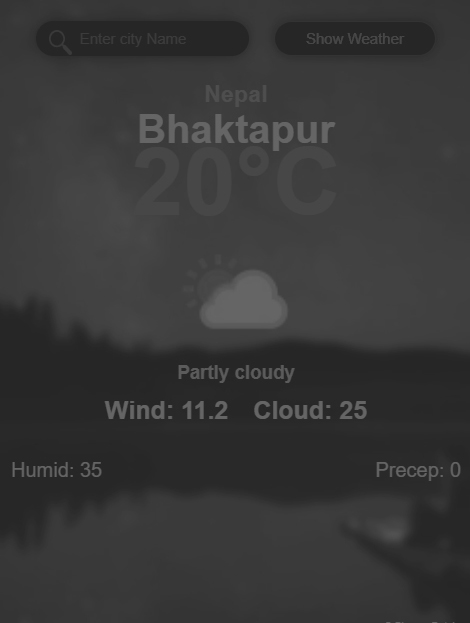 Enter city Name Show Weather
Nepal
Bhaktapur
20°C
Partly cloudy
Wind: 11.2 Cloud: 25
Humid: 35 Precep: 0